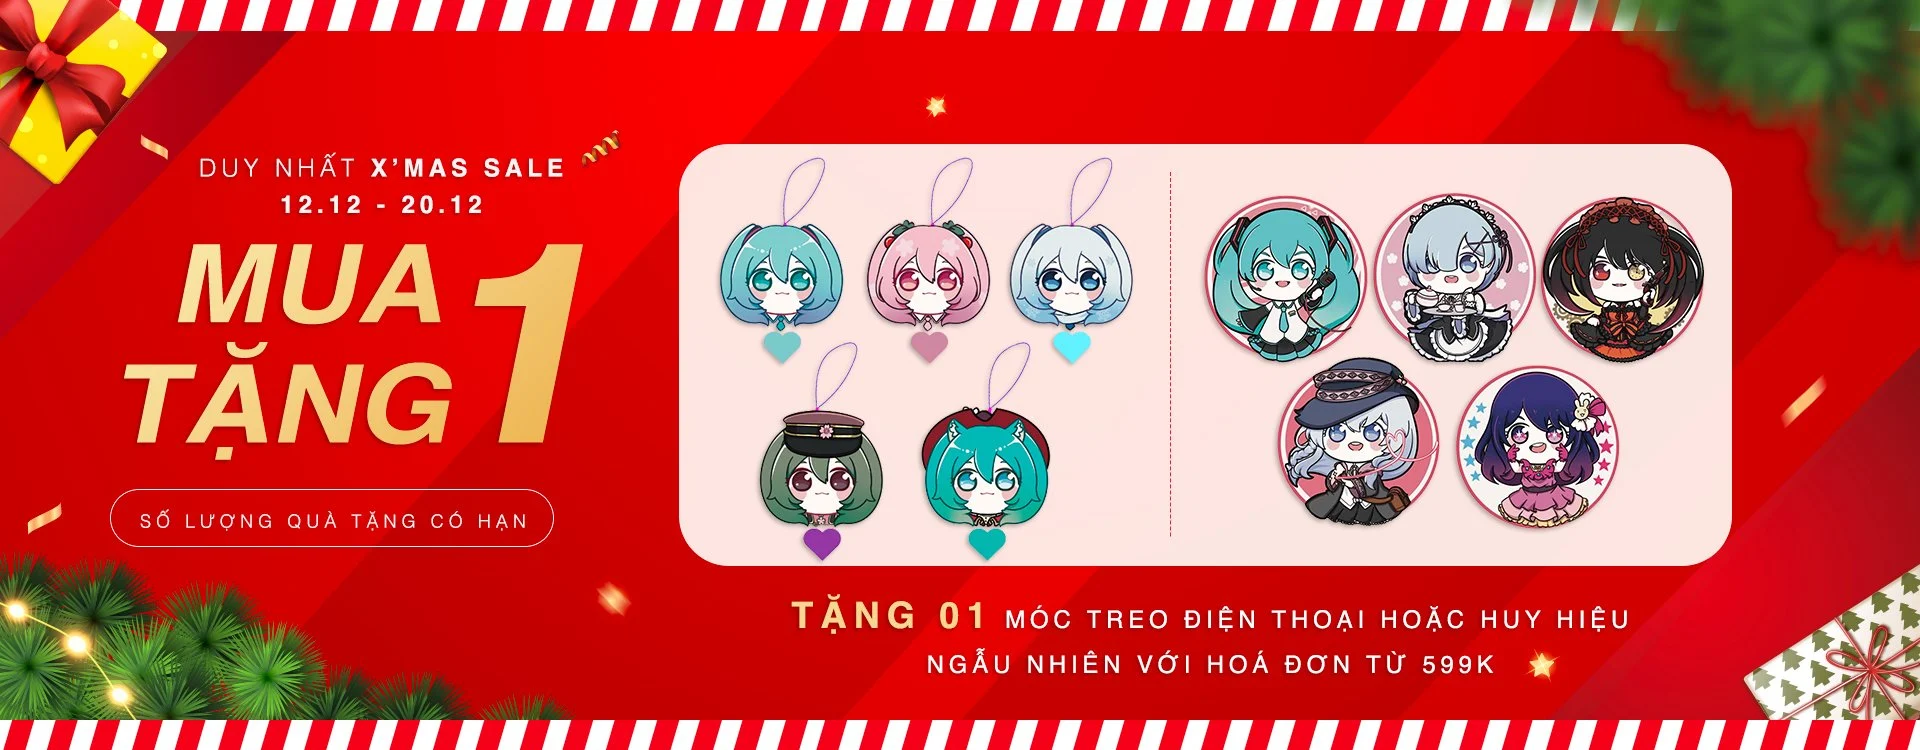 DUY NHẤT X'MAS SALE
12.12 - 20.12
MUA 1
TẶNG
SỐ LƯỢNG QUÀ TẶNG CÓ HẠN
TẶNG 01 MÓC TREO ĐIỆN THOẠI HOẶC HUY HIỆU
NGẪU NHIÊN VỚI HOÁ ĐƠN TỪ 599K